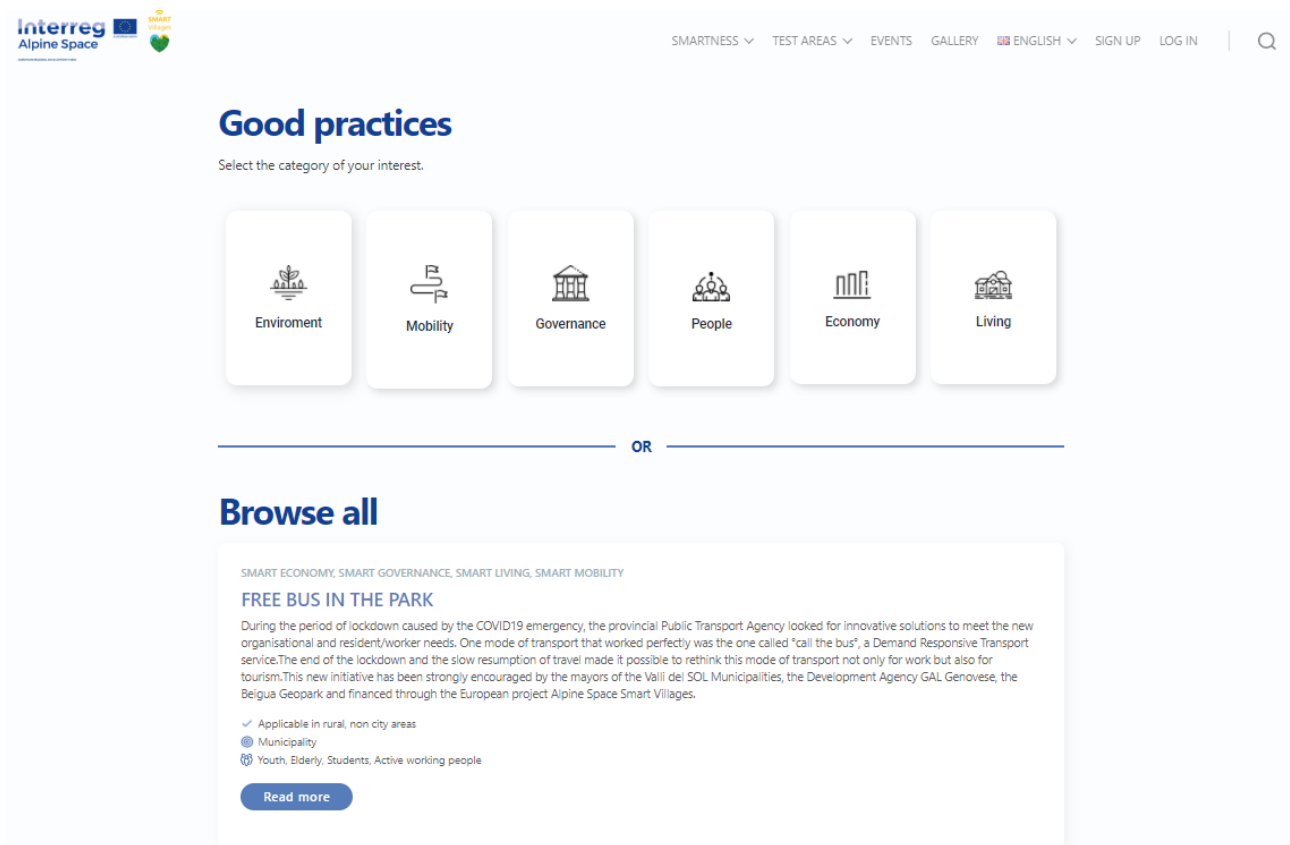 Interreg
Alpine Space
SMART
Villages
SMARTNESS
TEST AREAS
EVENTS
GALLERY
ENGLISH
SIGN UP
LOG IN
Good practices
Select the category of your interest.
Enviroment
Mobility
Governance
People
Economy
Living
OR
Browse all
SMART ECONOMY, SMART GOVERNANCE, SMART LIVING, SMART MOBILITY
FREE BUS IN THE PARK
During the period of lockdown caused by the COVID19 emergency, the provincial Public Transport Agency looked for innovative solutions to meet the new
organisational and resident/worker needs. One mode of transport that worked perfectly was the one called "call the bus", a Demand Responsive Transport
service.The end of the lockdown and the slow resumption of travel made it possible to rethink this mode of transport not only for work but also for
tourism.This new initiative has been strongly encouraged by the mayors of the Valli del SOL Municipalities, the Development Agency GAL Genovese, the
Beigua Geopark and financed through the European project Alpine Space Smart Villages.
Applicable in rural, non city areas
Municipality
Youth, Elderly, Students, Active working people
Read more